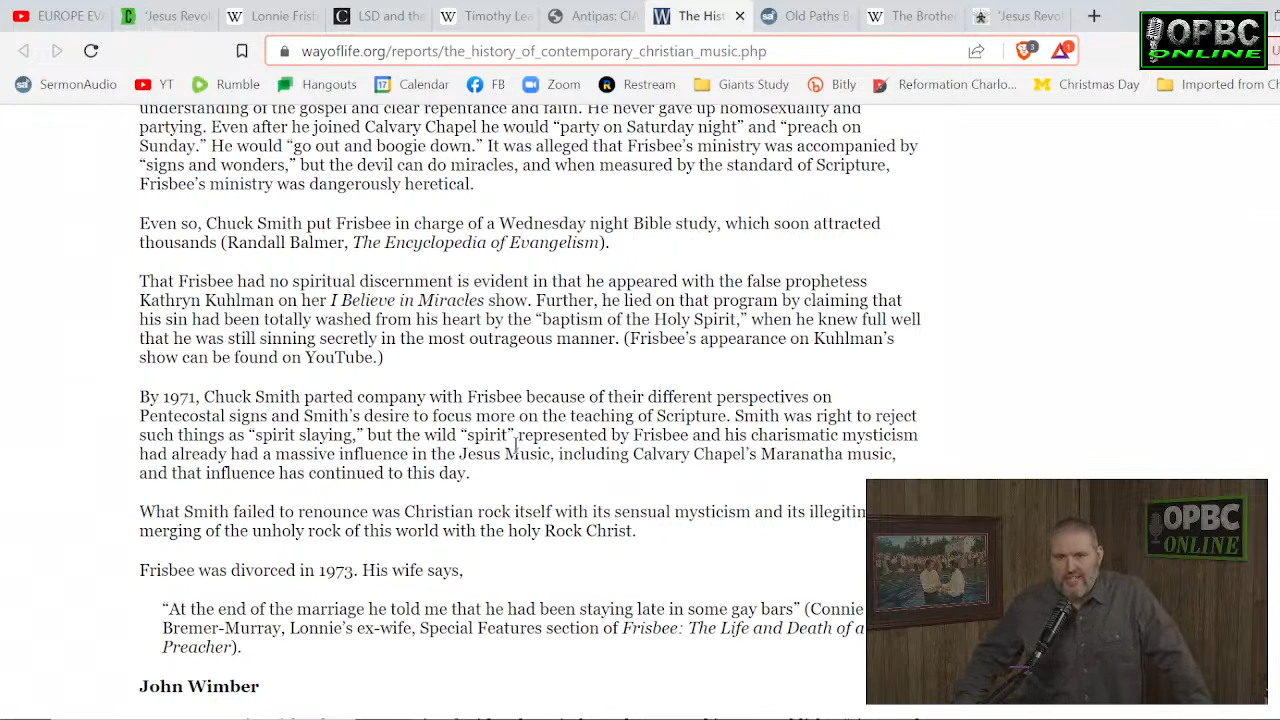 EUROPE EV
'Jesus Revol
Lonnie Frisb
LSD and the
Timothy Lea
Antipas: CIA
The Hist
Old Paths B
The Brother
'Jesus Revol
OPBC
ONLINE
wayoflife.org/reports/the_history_of_contemporary_christian_music.php
3
1
SermonAudio
YT
Rumble
Hangouts
17
Calendar
FB
Zoom
Restream
Giants Study
Bitly
Reformation Charlo...
Christmas Day
Imported from Ch
understanding of the gospel and clear repentance and faith. He never gave up homosexuality and
partying. Even after he joined Calvary Chapel he would “party on Saturday night” and “preach on
Sunday.” He would “go out and boogie down.” It was alleged that Frisbee’s ministry was accompanied by
“signs and wonders,” but the devil can do miracles, and when measured by the standard of Scripture,
Frisbee’s ministry was dangerously heretical.
Even so, Chuck Smith put Frisbee in charge of a Wednesday night Bible study, which soon attracted
thousands (Randall Balmer, The Encyclopedia of Evangelism).
That Frisbee had no spiritual discernment is evident in that he appeared with the false prophetess
Kathryn Kuhlman on her I Believe in Miracles show. Further, he lied on that program by claiming that
his sin had been totally washed from his heart by the “baptism of the Holy Spirit,” when he knew full well
that he was still sinning secretly in the most outrageous manner. (Frisbee’s appearance on Kuhlman’s
show can be found on YouTube.)
By 1971, Chuck Smith parted company with Frisbee because of their different perspectives on
Pentecostal signs and Smith’s desire to focus more on the teaching of Scripture. Smith was right to reject
such things as “spirit slaying,” but the wild “spirit” represented by Frisbee and his charismatic mysticism
had already had a massive influence in the Jesus Music, including Calvary Chapel’s Maranatha music,
and that influence has continued to this day.
What Smith failed to renounce was Christian rock itself with its sensual mysticism and its illegitim
merging of the unholy rock of this world with the holy Rock Christ.
Frisbee was divorced in 1973. His wife says,
“At the end of the marriage he told me that he had been staying late in some gay bars” (Connie
Bremer-Murray, Lonnie’s ex-wife, Special Features section of Frisbee: The Life and Death of a
Preacher).
John Wimber
OPBC
ONLINE